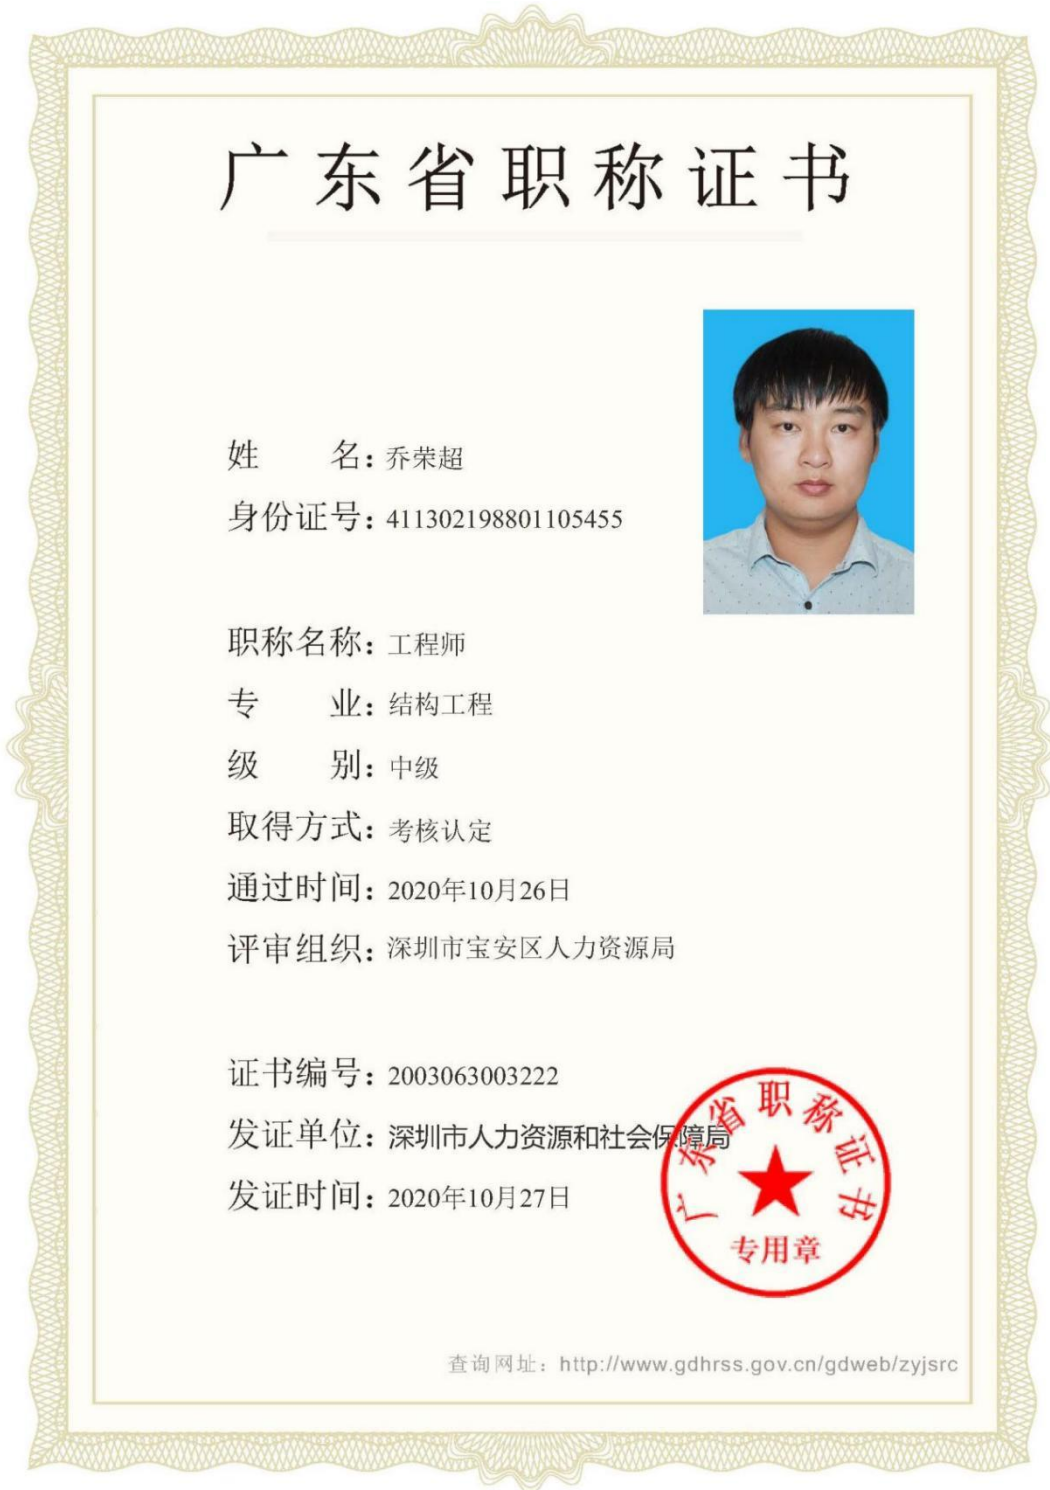 广东省职称证书
姓 名：乔荣超
身份证号：411302198801105455
职称名称：工程师
专 业：结构工程
级 别：中级
取得方式：考核认定
通过时间：2020年10月26日
评审组织：深圳市宝安区人力资源局
证书编号：2003063003222
发证单位：深圳市人力资源和社会保障局
发证时间：2020年10月27日
广东省职称证书
专用章
查询网址：http://www.gdhrss.gov.cn/gdweb/zyjsrc